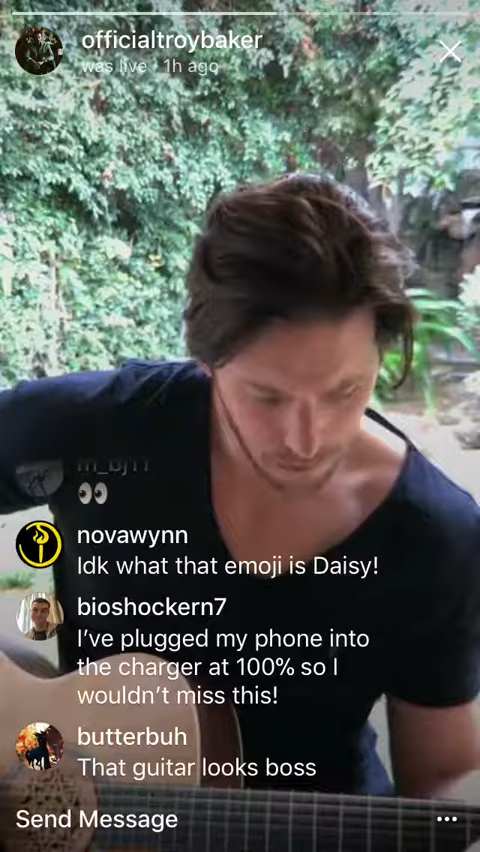 officialtroybaker
was live · 1h ago
novawynn
Idk what that emoji is Daisy!
bioshockern7
I've plugged my phone into
the charger at 100% so I
wouldn't miss this!
butterbuh
That guitar looks boss
Send Message